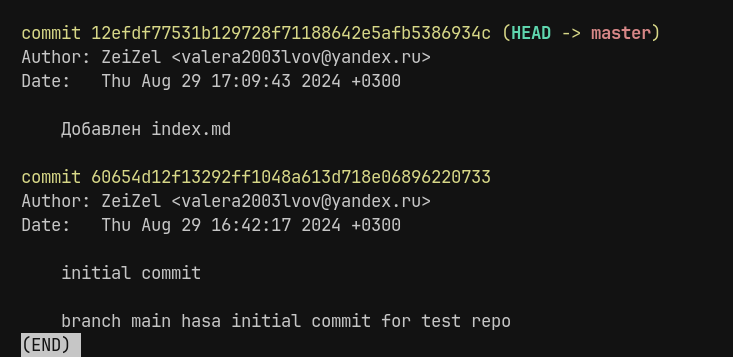 commit 12efdf77531b129728f71188642e5afb5386934c (HEAD -> master)
Author: ZeiZel <valera2003lvov@yandex.ru>
Date:   Thu Aug 29 17:09:43 2024 +0300
Добавлен index.md
commit 60654d12f13292ff1048a613d718e06896220733
Author: ZeiZel <valera2003lvov@yandex.ru>
Date:   Thu Aug 29 16:42:17 2024 +0300
initial commit
branch main hasa initial commit for test repo
(END)